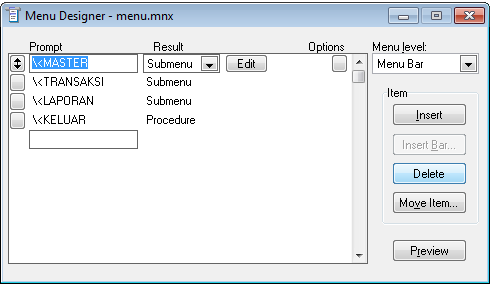 Menu Designer - menu.mnx
Prompt Result Options Menu level:
\<MASTER Submenu Edit Menu Bar
\<TRANSAKSI Submenu
\<LAPORAN Submenu
\<KELUAR Procedure
Item
Insert
Insert Bar...
Delete
Move Item...
Preview